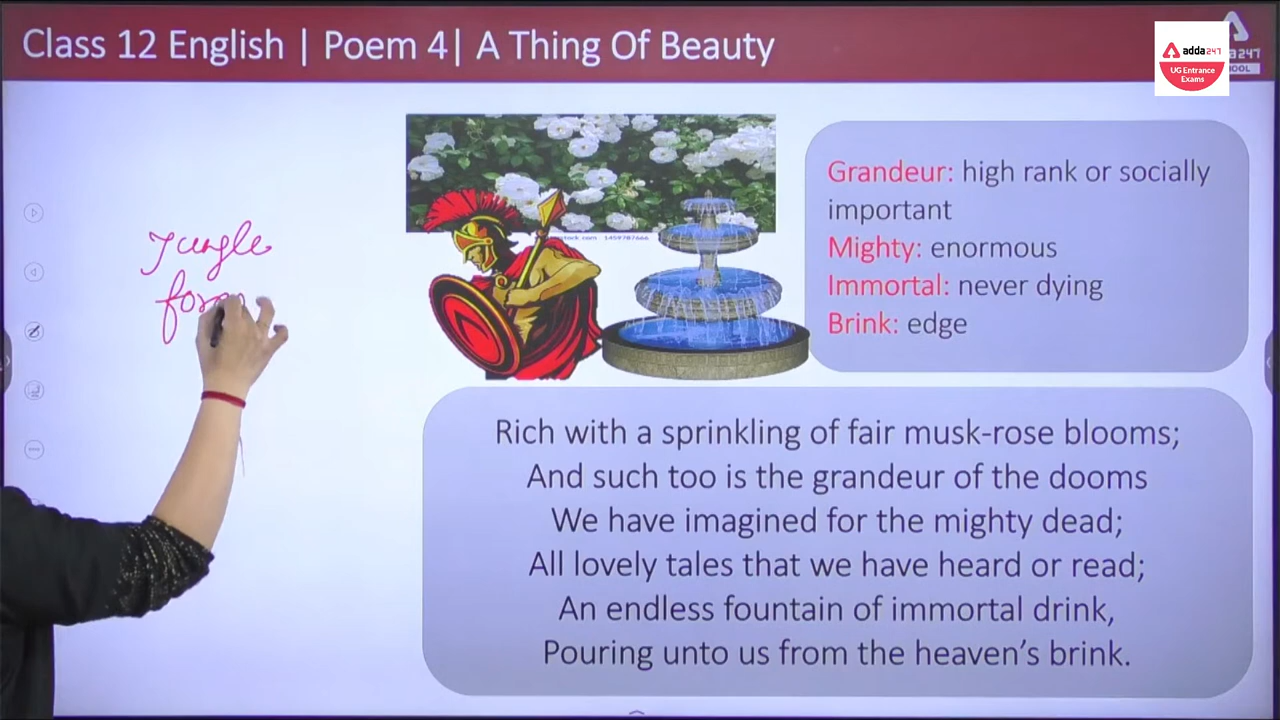 Class 12 English | Poem 4| A Thing Of Beauty
adda247
UG Entrance
Exams
Jungle
Grandeur: high rank or socially
important
Mighty: enormous
Immortal: never dying
Brink: edge
Rich with a sprinkling of fair musk-rose blooms;
And such too is the grandeur of the dooms
We have imagined for the mighty dead;
All lovely tales that we have heard or read;
An endless fountain of immortal drink,
Pouring unto us from the heaven’s brink.